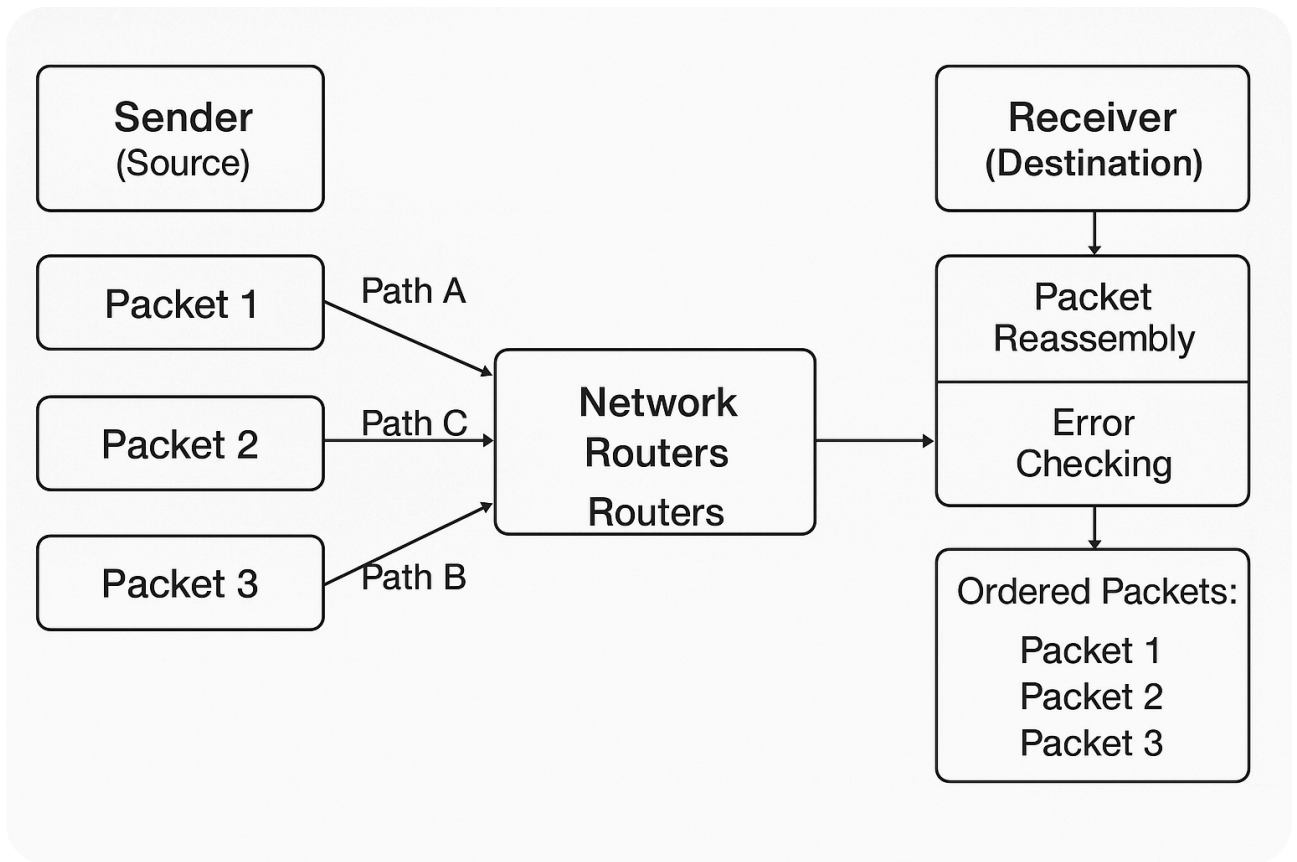 Sender
(Source)
Packet 1
Packet 2
Packet 3
Path A
Path C
Path B
Network
Routers
Routers
Receiver
(Destination)
Packet
Reassembly
Error
Checking
Ordered Packets:
Packet 1
Packet 2
Packet 3